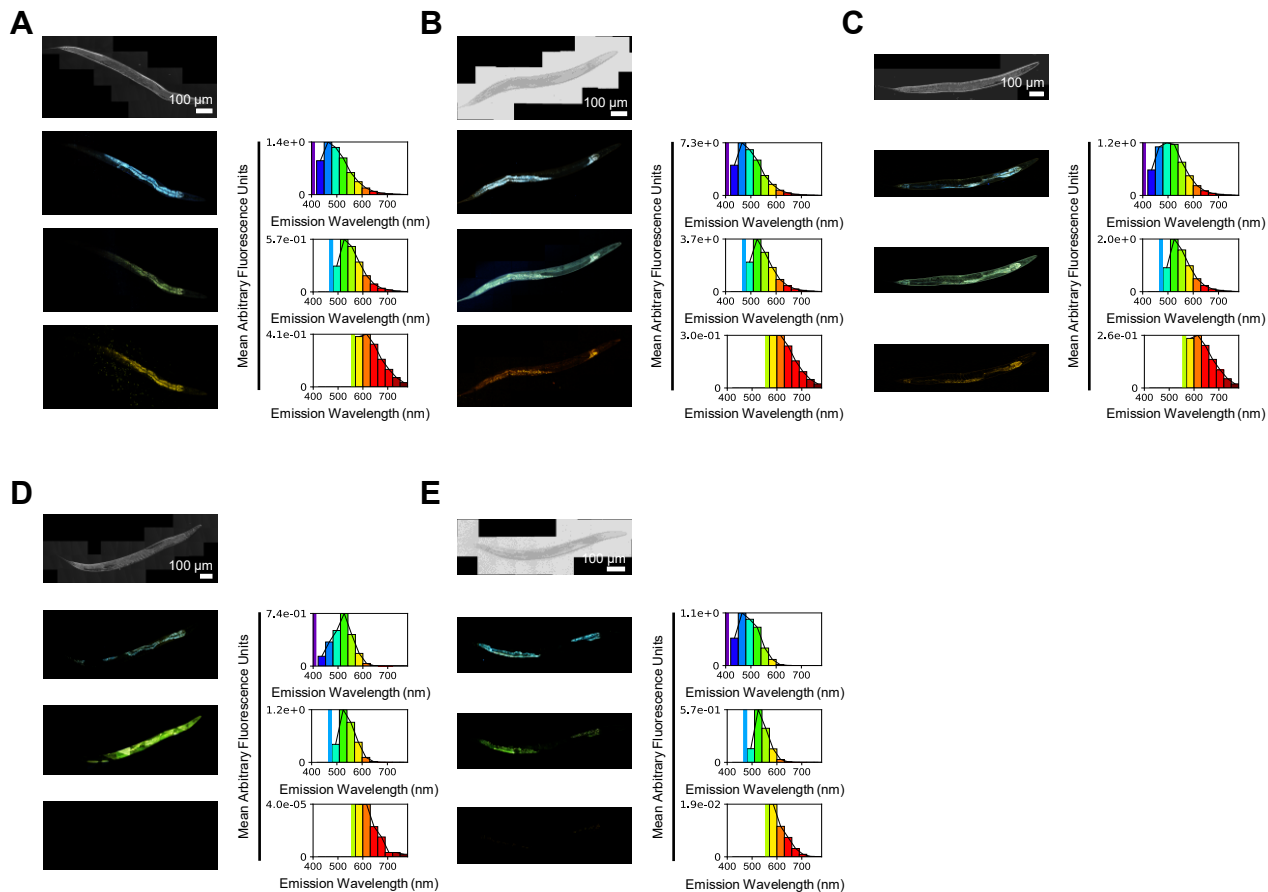 A
100 µm
Mean Arbitrary Fluorescence Units
1.4e+0
0
400 500 600 700
Emission Wavelength (nm)
5.7e-01
0
400 500 600 700
Emission Wavelength (nm)
4.1e-01
0
400 500 600 700
Emission Wavelength (nm)
B
100 µm
Mean Arbitrary Fluorescence Units
7.3e+0
0
400 500 600 700
Emission Wavelength (nm)
3.7e+0
0
400 500 600 700
Emission Wavelength (nm)
3.0e-01
0
400 500 600 700
Emission Wavelength (nm)
C
100 µm
Mean Arbitrary Fluorescence Units
1.2e+0
0
400 500 600 700
Emission Wavelength (nm)
2.0e+0
0
400 500 600 700
Emission Wavelength (nm)
2.6e-01
0
400 500 600 700
Emission Wavelength (nm)
D
100 µm
Mean Arbitrary Fluorescence Units
7.4e-01
0
400 500 600 700
Emission Wavelength (nm)
1.2e+0
0
400 500 600 700
Emission Wavelength (nm)
4.0e-05
0
400 500 600 700
Emission Wavelength (nm)
E
100 µm
Mean Arbitrary Fluorescence Units
1.1e+0
0
400 500 600 700
Emission Wavelength (nm)
5.7e-01
0
400 500 600 700
Emission Wavelength (nm)
1.9e-02
0
400 500 600 700
Emission Wavelength (nm)